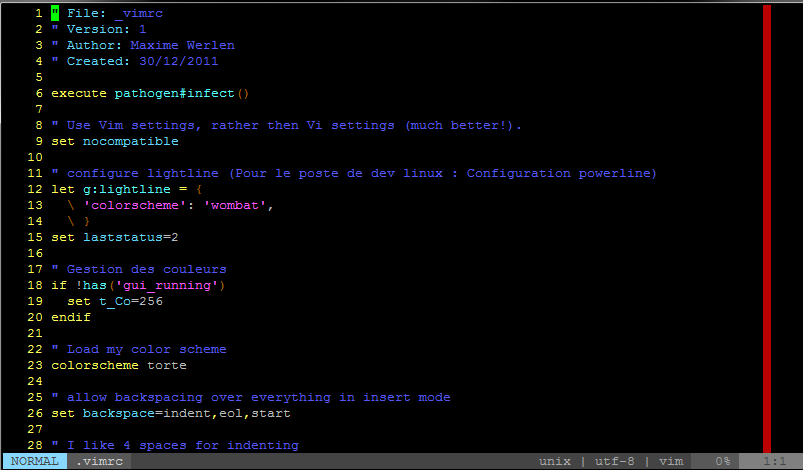 1 " File: _vimrc
2 " Version: 1
3 " Author: Maxime Werlen
4 " Created: 30/12/2011
5
6 execute pathogen#infect()
7
8 " Use Vim settings, rather then Vi settings (much better!).
9 set nocompatible
10
11 " configure lightline (Pour le poste de dev linux : Configuration powerline)
12 let g:lightline = {
13   \ 'colorscheme': 'wombat',
14   \ }
15 set laststatus=2
16
17 " Gestion des couleurs
18 if !has('gui_running')
19   set t_Co=256
20 endif
21
22 " Load my color scheme
23 colorscheme torte
24
25 " allow backspacing over everything in insert mode
26 set backspace=indent,eol,start
27
28 " I like 4 spaces for indenting
NORMAL .vimrc unix | utf-8 | vim 0% 1:1